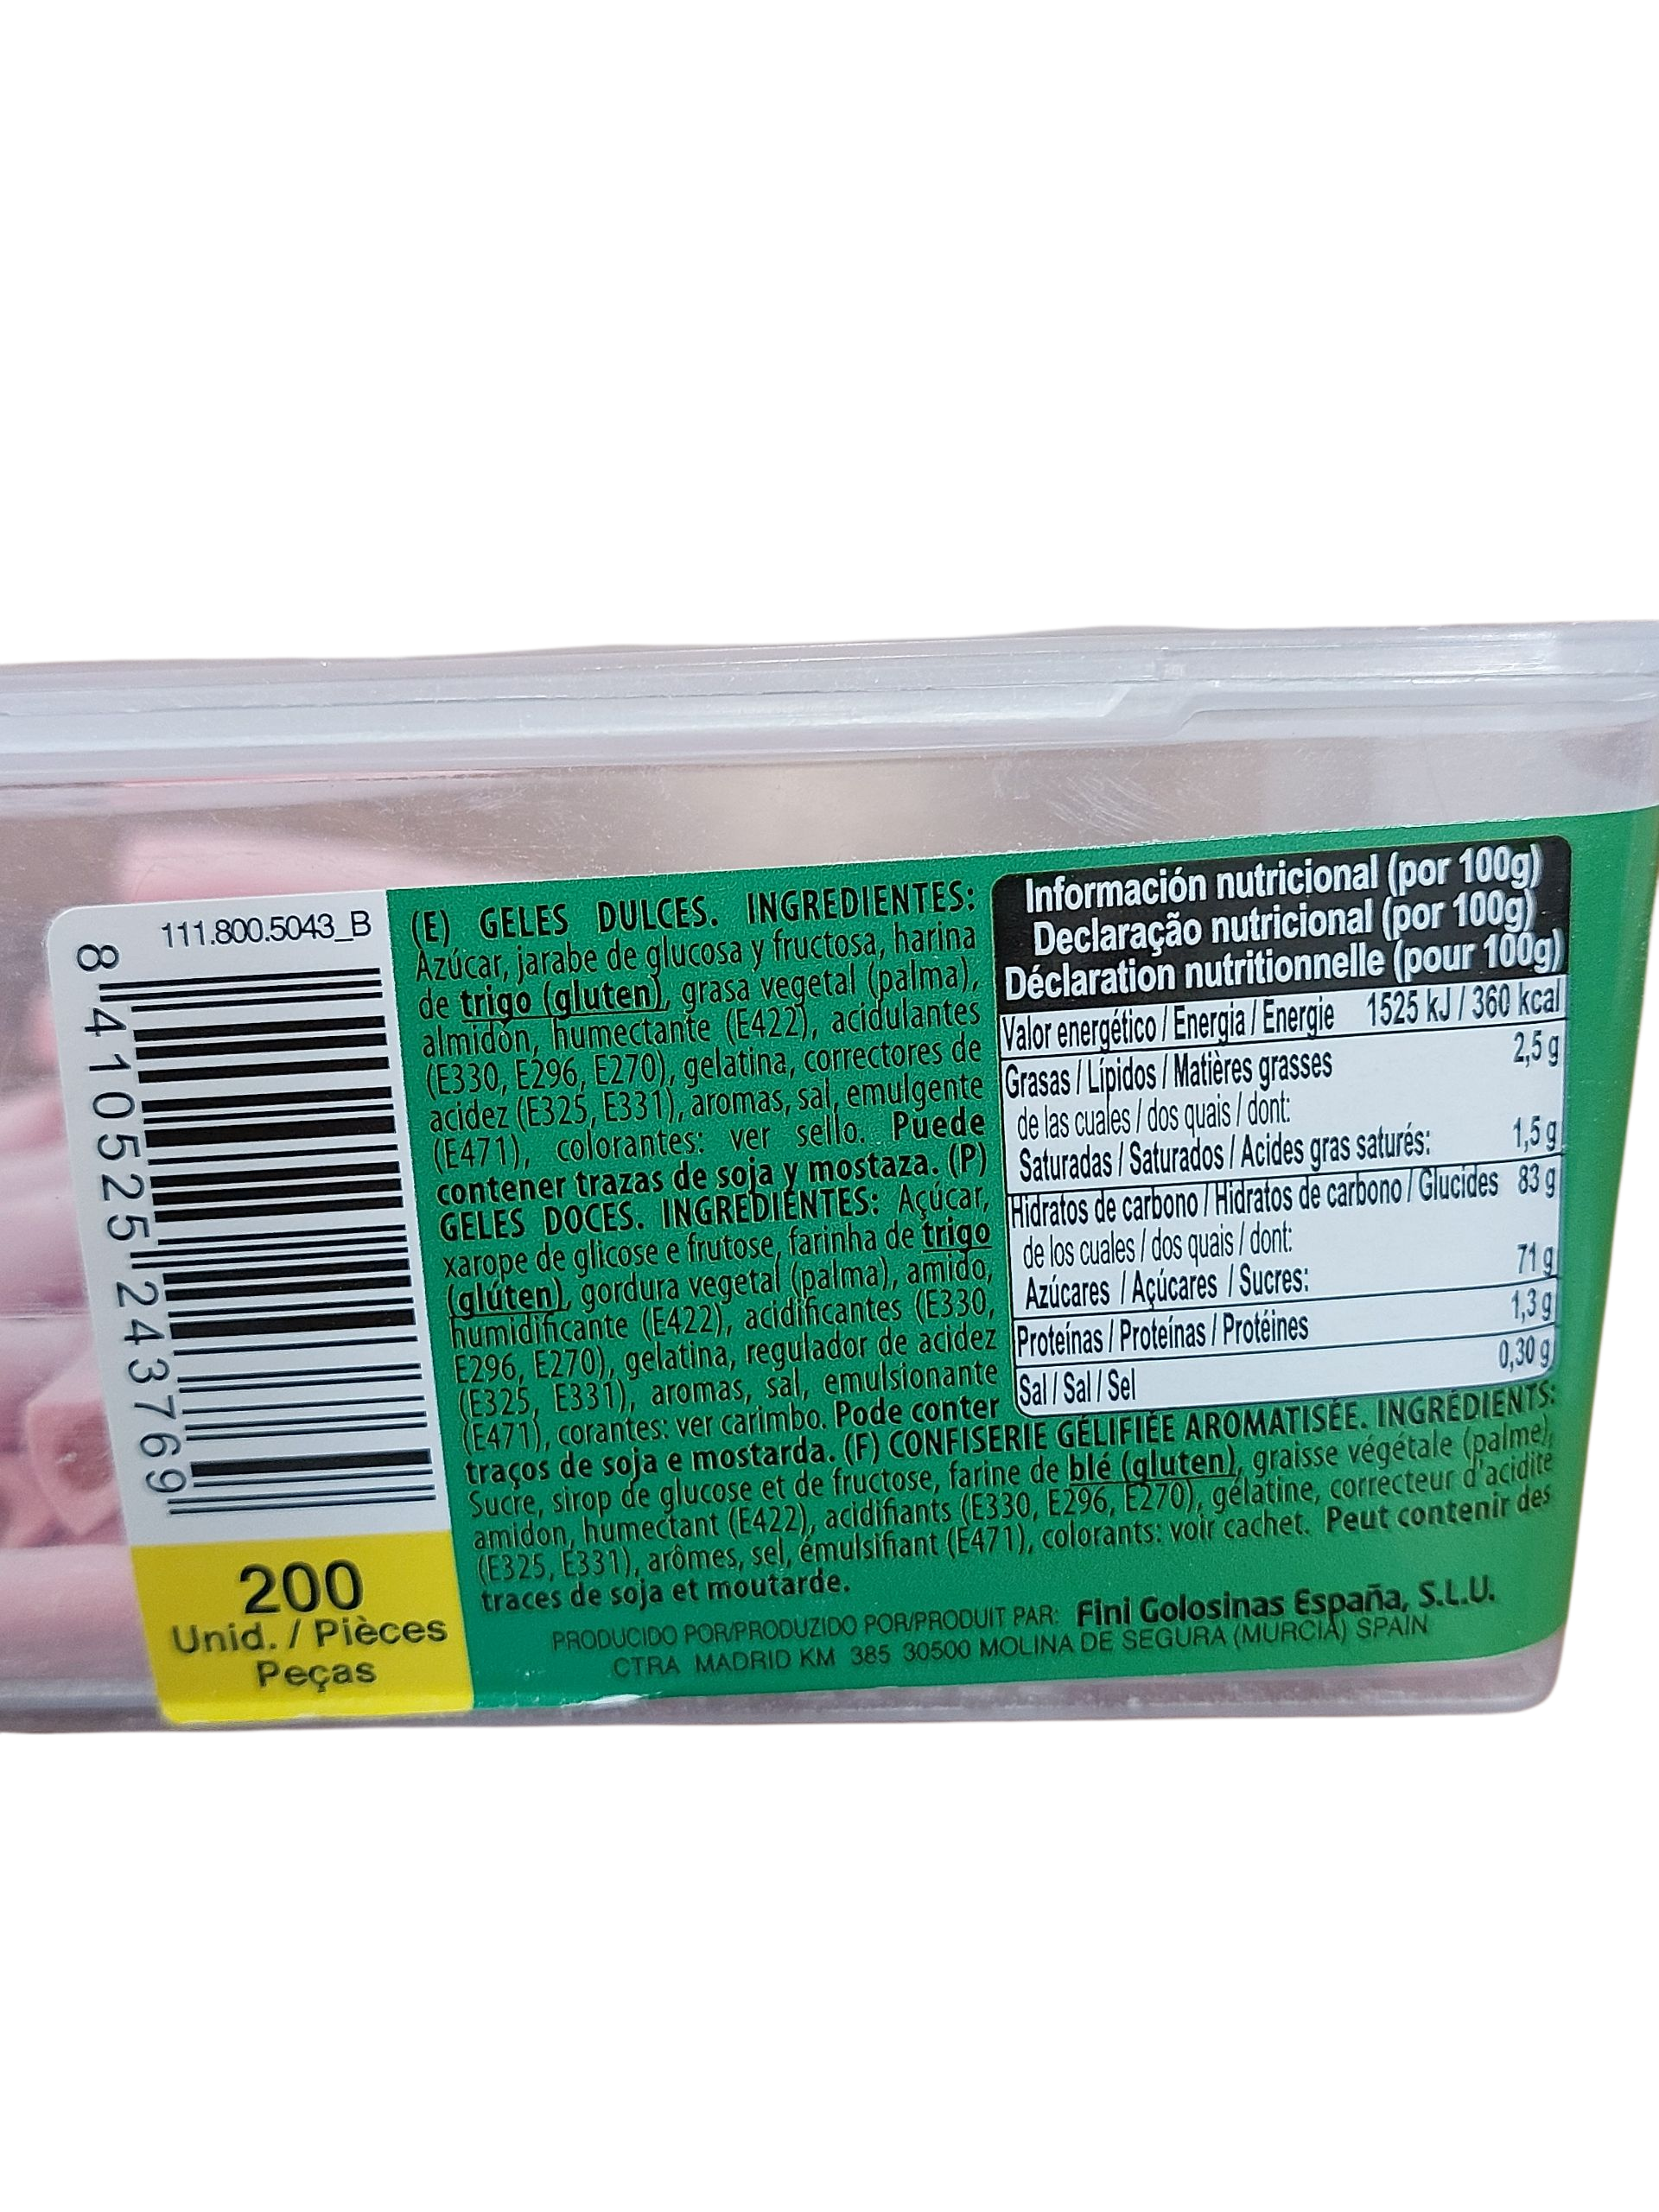 111.800.5043_B
8 410525 243769
200
Unid. / Pièces
Peças
(E) GELES DULCES. INGREDIENTES:
Azúcar, jarabe de glucosa y fructosa, harina
de trigo (gluten), grasa vegetal (palma),
almidón, humectante (E422), acidulantes
(E330, E296, E270), gelatina, correctores de
acidez (E325, E331), aromas, sal, emulgente
(E471), colorantes: ver sello. Puede
contener trazas de soja y mostaza. (P)
GELES DOCES. INGREDIENTES: Açúcar,
xarope de glicose e frutose, farinha de trigo
(glúten), gordura vegetal (palma), amido,
humidificante (E422), acidificantes (E330,
E296, E270), gelatina, regulador de acidez
(E325, E331), aromas, sal, emulsionante
(E471), corantes: ver carimbo. Pode conter
traços de soja e mostarda. (F) CONFISERIE GÉLIFIÉE AROMATISÉE. INGRÉDIENTS:
Sucre, sirop de glucose et de fructose, farine de blé (gluten), graisse végétale (palme),
amidon, humectant (E422), acidifiants (E330, E296, E270), gélatine, correcteur d'acidité
(E325, E331), arômes, sel, émulsifiant (E471), colorants: voir cachet. Peut contenir des
traces de soja et moutarde.
PRODUCIDO POR/PRODUZIDO POR/PRODUIT PAR: Fini Golosinas España, S.L.U.
CTRA MADRID KM 385 30500 MOLINA DE SEGURA (MURCIA) SPAIN
Información nutricional (por 100g)
Declaração nutricional (por 100g)
Déclaration nutritionnelle (pour 100g)
Valor energético / Energia / Energie 1525 kJ / 360 kcal
Grasas / Lípidos / Matières grasses 2,5 g
de las cuales / dos quais / dont:
Saturadas / Saturados / Acides gras saturés: 1,5 g
Hidratos de carbono / Hidratos de carbono / Glucides 83 g
de los cuales / dos quais / dont:
Azúcares / Açúcares / Sucres: 71 g
Proteínas / Proteínas / Protéines 1,3 g
Sal / Sal / Sel 0,30 g